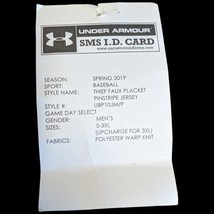 UNDER ARMOUR
SMS I.D. CARD
SEASON: SPRING 2019
SPORT: BASEBALL
STYLE NAME: THIEF FAUX PLACKET
PINSTRIPE JERSEY
STYLE #: UBP10JM/P
GAME DAY SELECT
GENDER: MEN'S
SIZES: S-3XL
(UPCHARGE FOR 3XL)
FABRICS: POLYESTER WARP KNIT